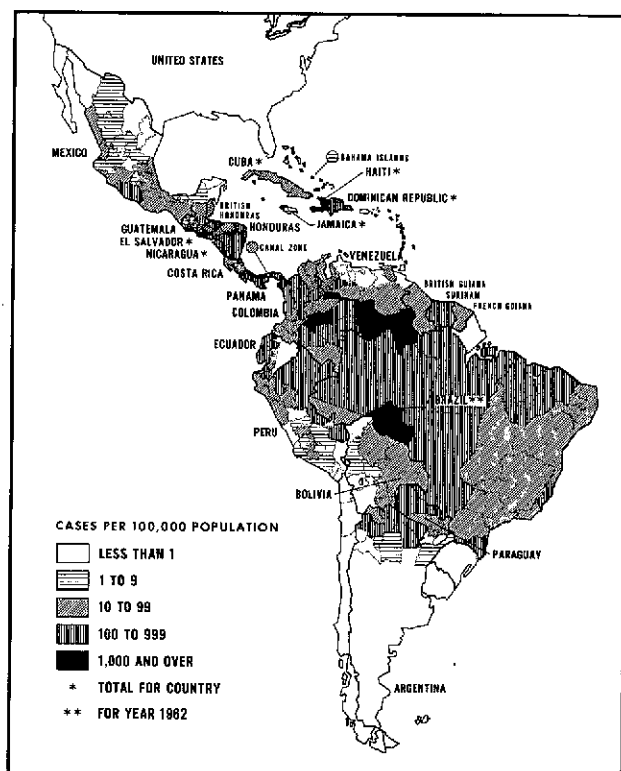 UNITED STATES
MEXICO
CUBA *
BAHAMA ISLANDS
HAITI *
DOMINICAN REPUBLIC *
BRITISH
HONDURAS
HONDURAS
JAMAICA *
GUATEMALA
EL SALVADOR *
NICARAGUA *
CANAL ZONE
COSTA RICA
VENEZUELA
PANAMA
COLOMBIA
BRITISH GUIANA
SURINAM
FRENCH GUIANA
ECUADOR
BRAZIL **
PERU
BOLIVIA
PARAGUAY
ARGENTINA
CASES PER 100,000 POPULATION
LESS THAN 1
1 TO 9
10 TO 99
100 TO 999
1,000 AND OVER
* TOTAL FOR COUNTRY
** FOR YEAR 1962